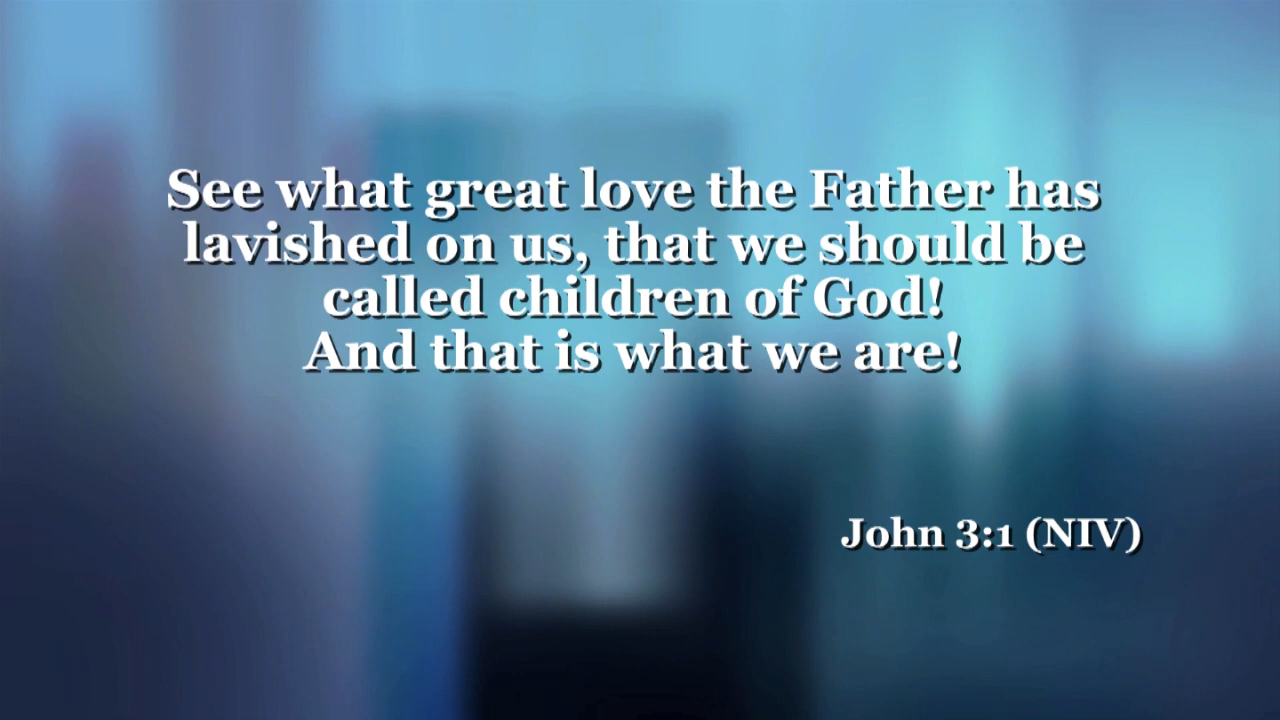 See what great love the Father has
lavished on us, that we should be
called children of God!
And that is what we are!
John 3:1 (NIV)